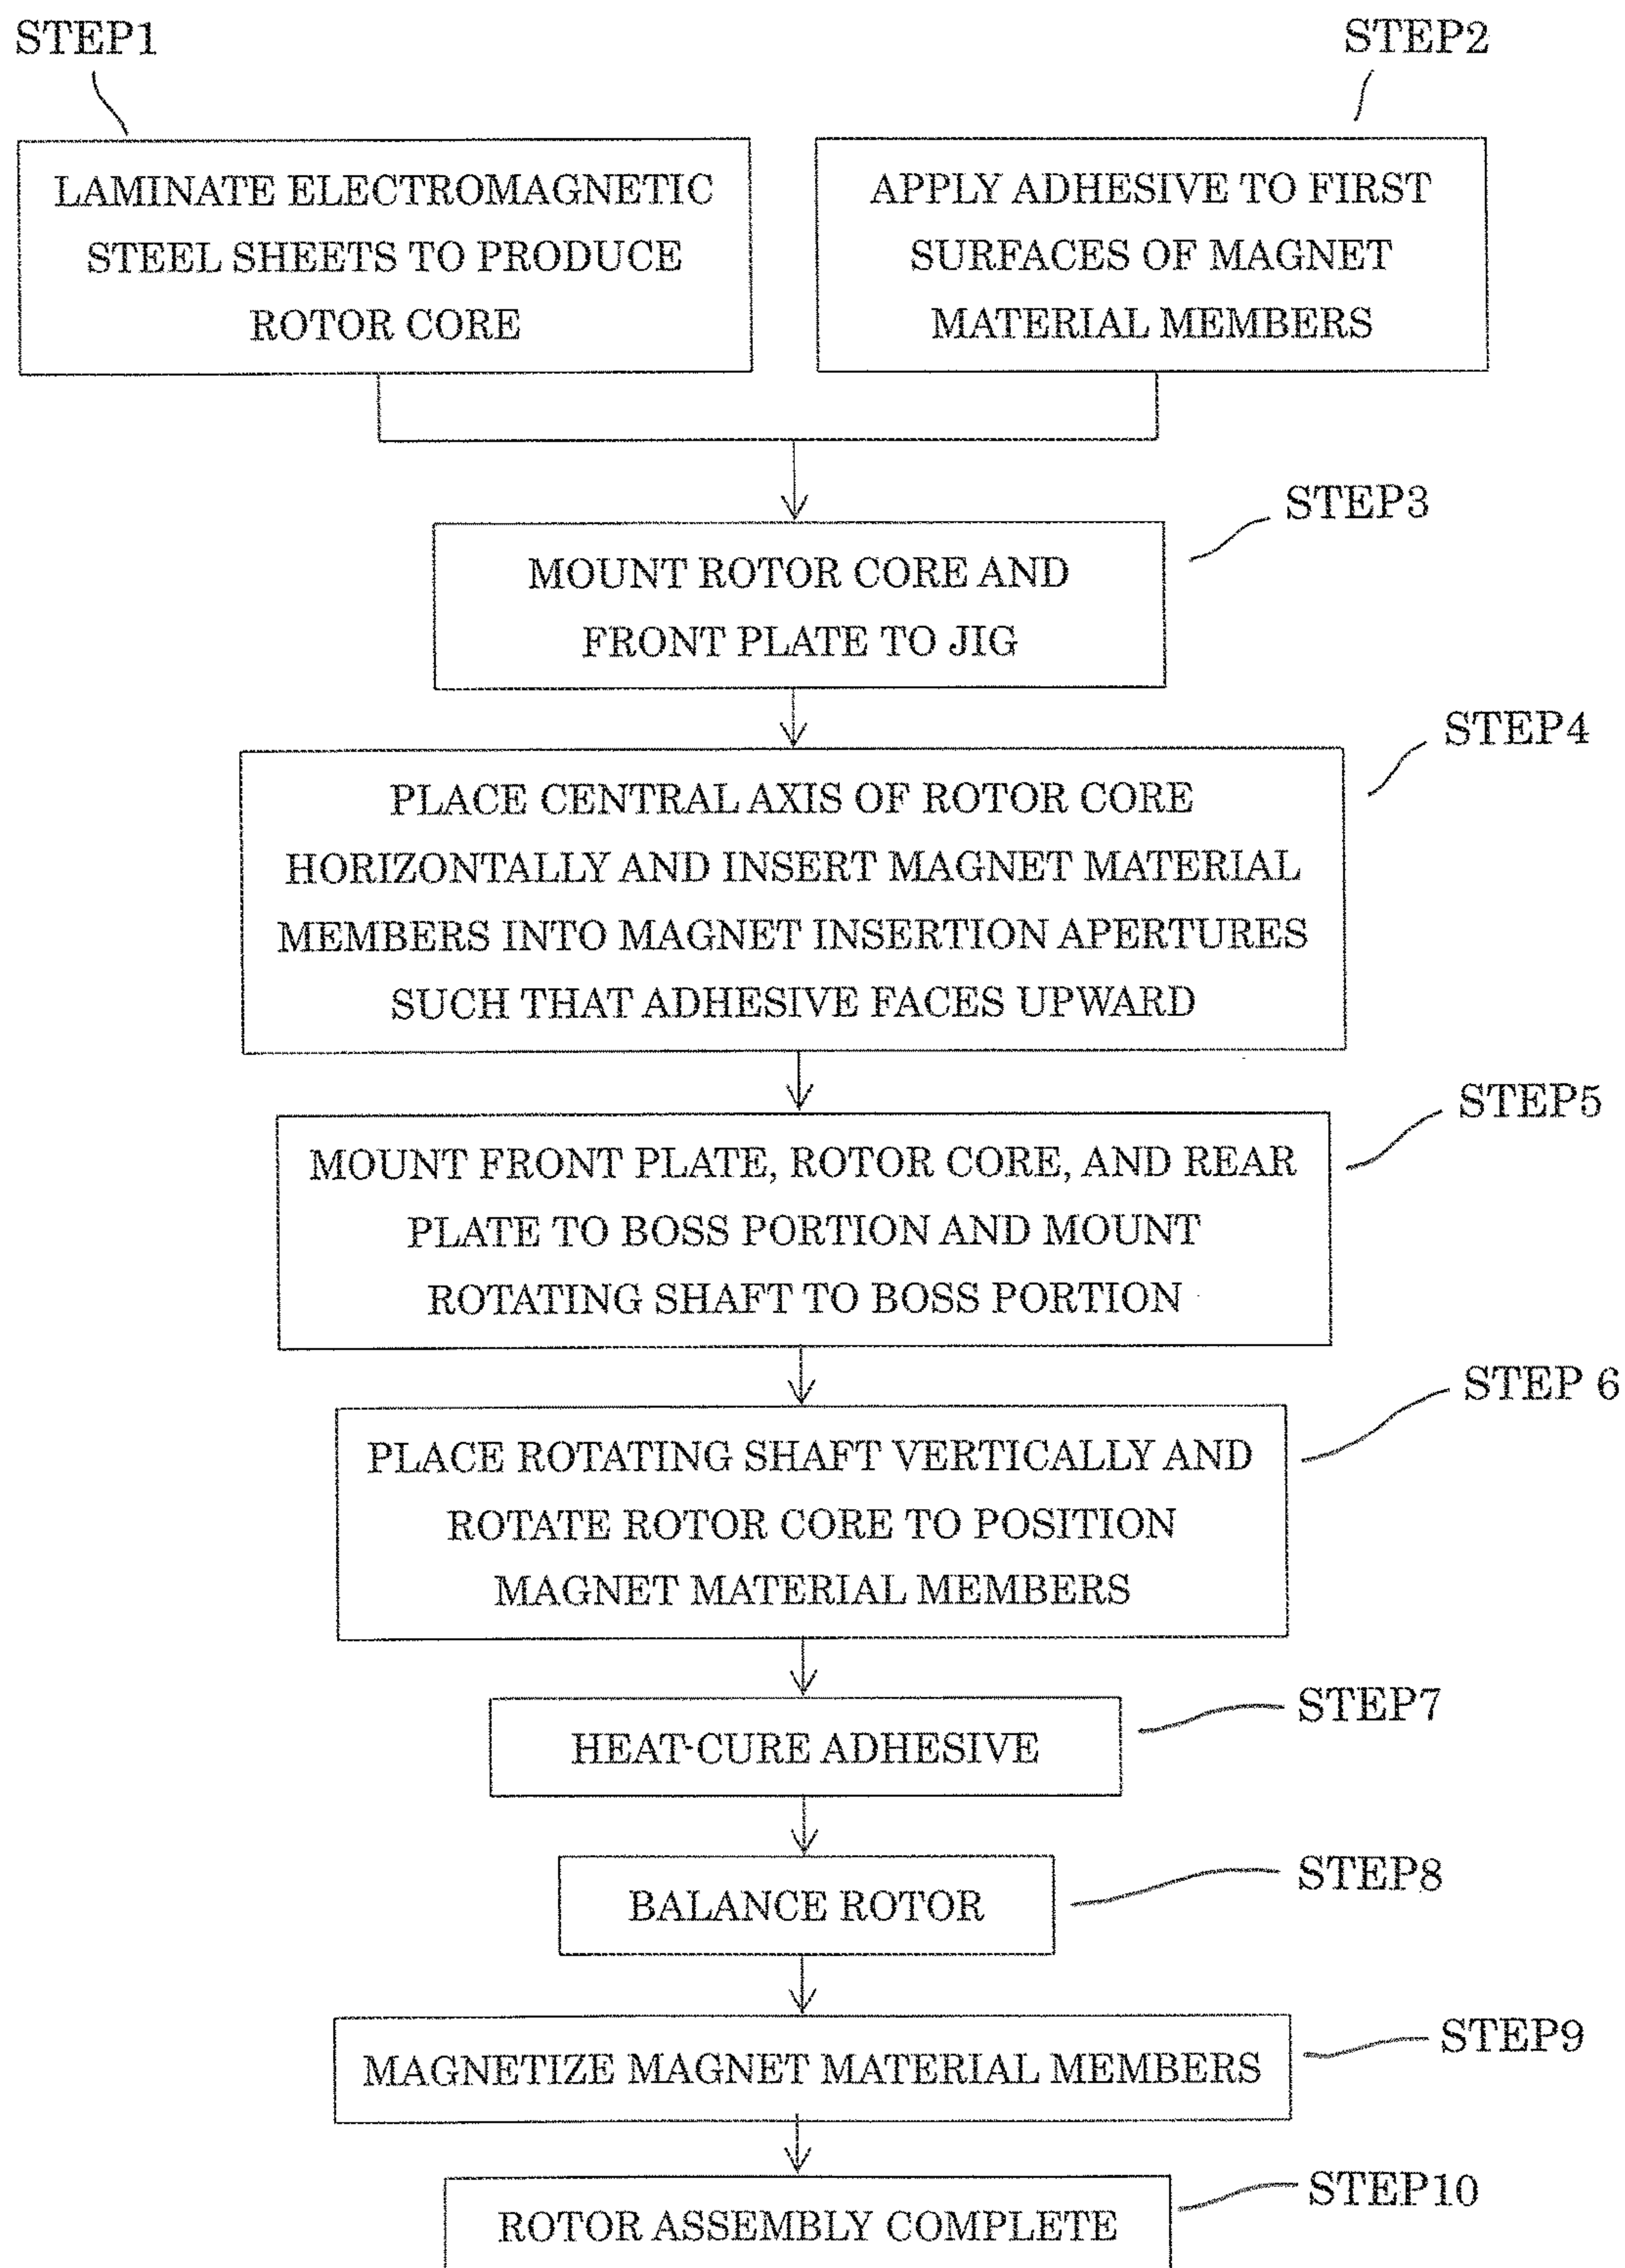 STEP1
LAMINATE ELECTROMAGNETIC
STEEL SHEETS TO PRODUCE
ROTOR CORE
STEP2
APPLY ADHESIVE TO FIRST
SURFACES OF MAGNET
MATERIAL MEMBERS
STEP3
MOUNT ROTOR CORE AND
FRONT PLATE TO JIG
STEP4
PLACE CENTRAL AXIS OF ROTOR CORE
HORIZONTALLY AND INSERT MAGNET MATERIAL
MEMBERS INTO MAGNET INSERTION APERTURES
SUCH THAT ADHESIVE FACES UPWARD
STEP5
MOUNT FRONT PLATE, ROTOR CORE, AND REAR
PLATE TO BOSS PORTION AND MOUNT
ROTATING SHAFT TO BOSS PORTION
STEP 6
PLACE ROTATING SHAFT VERTICALLY AND
ROTATE ROTOR CORE TO POSITION
MAGNET MATERIAL MEMBERS
STEP7
HEAT-CURE ADHESIVE
STEP8
BALANCE ROTOR
STEP9
MAGNETIZE MAGNET MATERIAL MEMBERS
STEP10
ROTOR ASSEMBLY COMPLETE